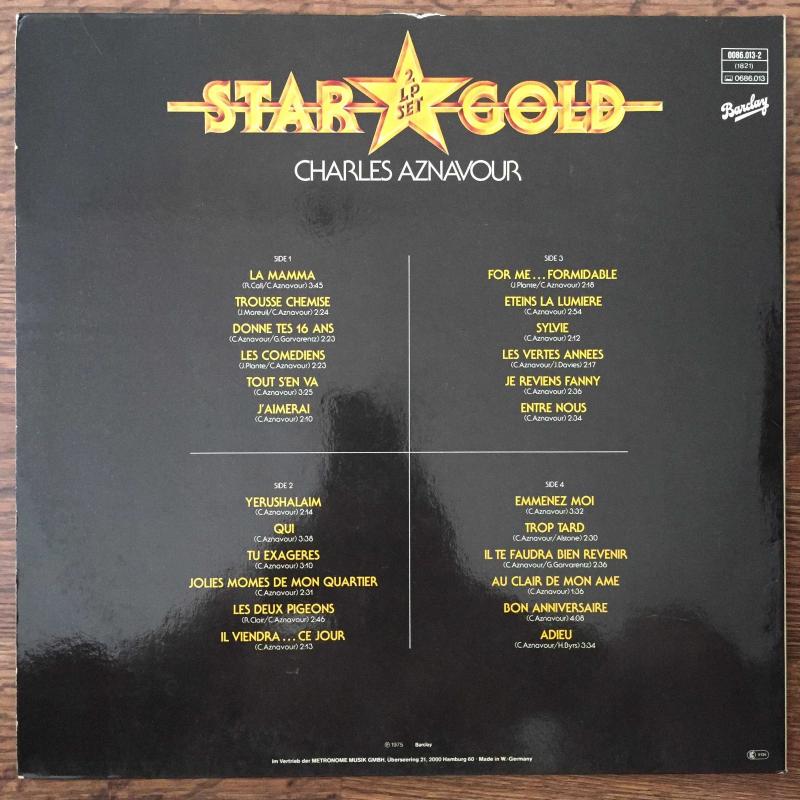 0086.013-2
(1821)
0686.013
Barclay
STAR GOLD
2 LP SET
CHARLES AZNAVOUR
SIDE 1
LA MAMMA
(R.Gall/C.Aznavour) 3:45
TROUSSE CHEMISE
(J.Mareuil/C.Aznavour) 2:24
DONNE TES 16 ANS
(C.Aznavour/G.Garvarentz) 2:23
LES COMEDIENS
(J.Plante/C.Aznavour) 2:23
TOUT S'EN VA
(C.Aznavour) 3:25
J'AIMERAI
(C.Aznavour) 2:10
SIDE 2
YERUSHALAIM
(C.Aznavour) 2:14
QUI
(C.Aznavour) 3:38
TU EXAGERES
(C.Aznavour) 3:10
JOLIES MOMES DE MON QUARTIER
(C.Aznavour) 2:31
LES DEUX PIGEONS
(R.Clair/C.Aznavour) 2:46
IL VIENDRA...CE JOUR
(C.Aznavour) 2:13
SIDE 3
FOR ME...FORMIDABLE
(J.Plante/C.Aznavour) 2:18
ETEINS LA LUMIERE
(C.Aznavour) 2:54
SYLVIE
(C.Aznavour) 2:12
LES VERTES ANNEES
(C.Aznavour/J.Davies) 2:17
JE REVIENS FANNY
(C.Aznavour) 2:36
ENTRE NOUS
(C.Aznavour) 2:34
SIDE 4
EMMENEZ MOI
(C.Aznavour) 3:32
TROP TARD
(C.Aznavour/Alstone) 2:30
IL TE FAUDRA BIEN REVENIR
(C.Aznavour/G.Garvarentz) 2:36
AU CLAIR DE MON AME
(C.Aznavour) 1:36
BON ANNIVERSAIRE
(C.Aznavour) 4:08
ADIEU
(C.Aznavour/H.Byrs) 3:34
℗ 1975 Barclay
im Vertrieb der METRONOME MUSIK GMBH, Überseering 21, 2000 Hamburg 60 · Made in W.-Germany